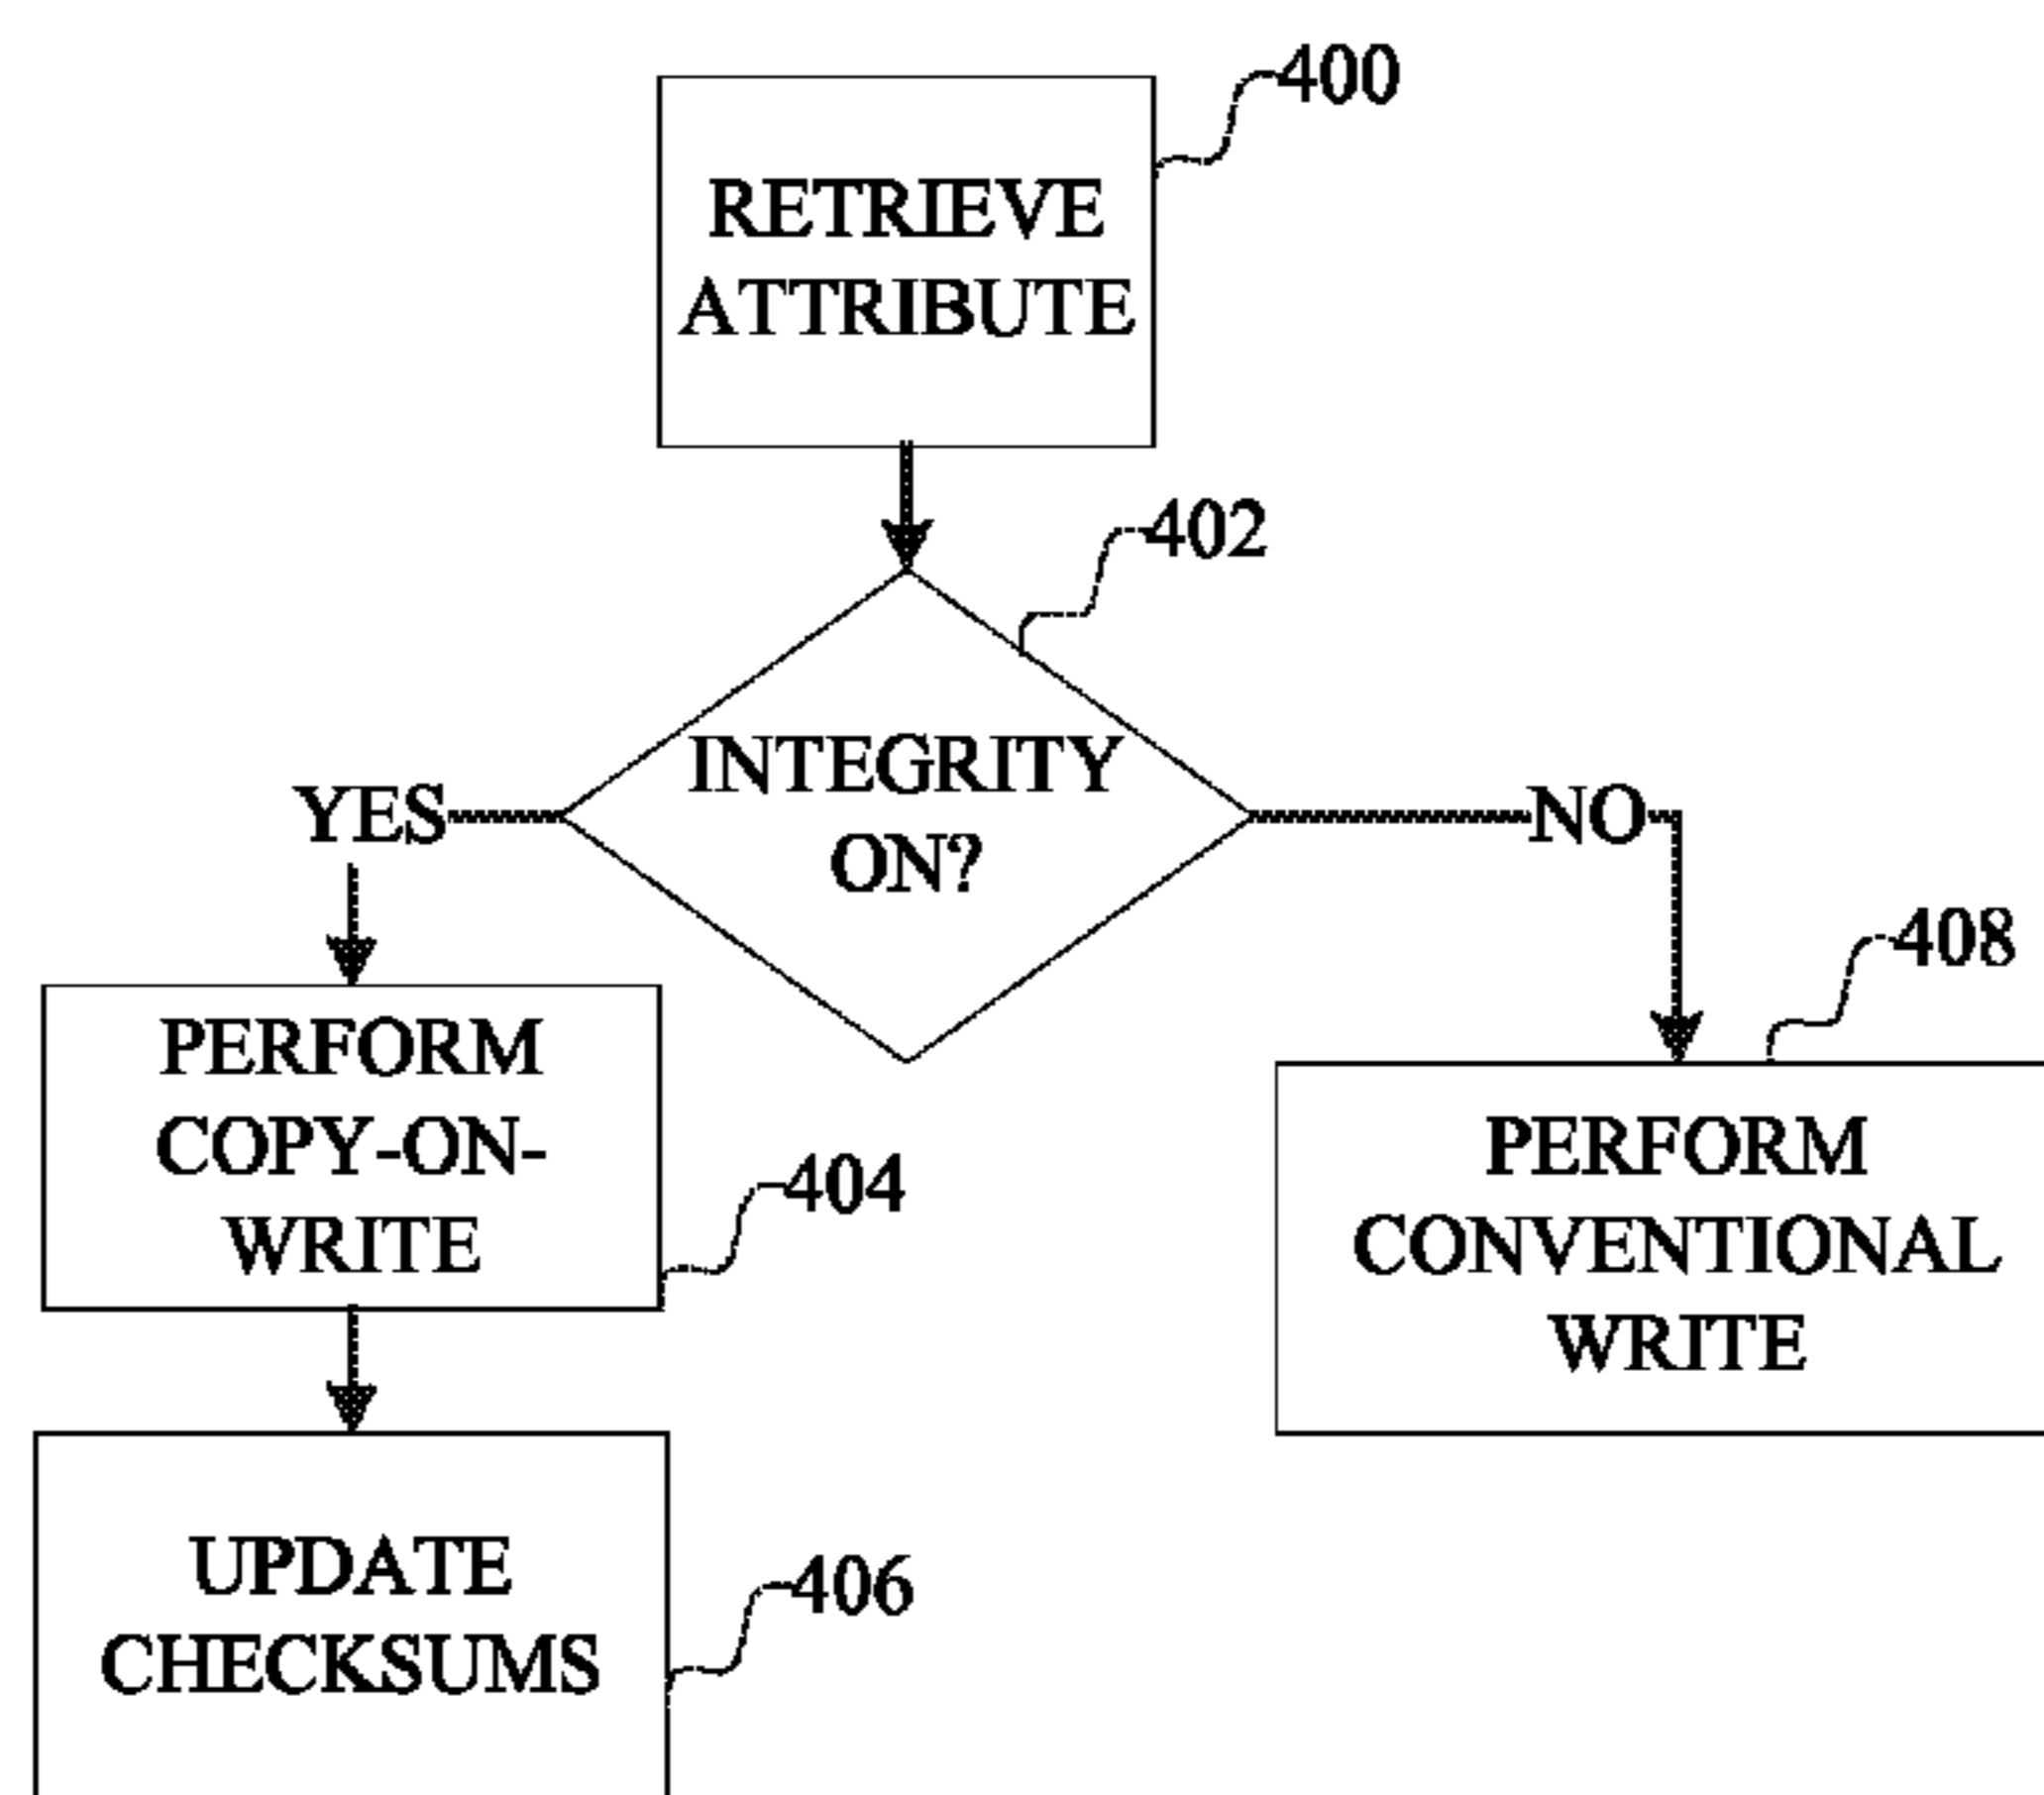 400
RETRIEVE
ATTRIBUTE
402
INTEGRITY
ON?
YES
NO
408
PERFORM
COPY-ON-
WRITE
404
PERFORM
CONVENTIONAL
WRITE
UPDATE
CHECKSUMS
406